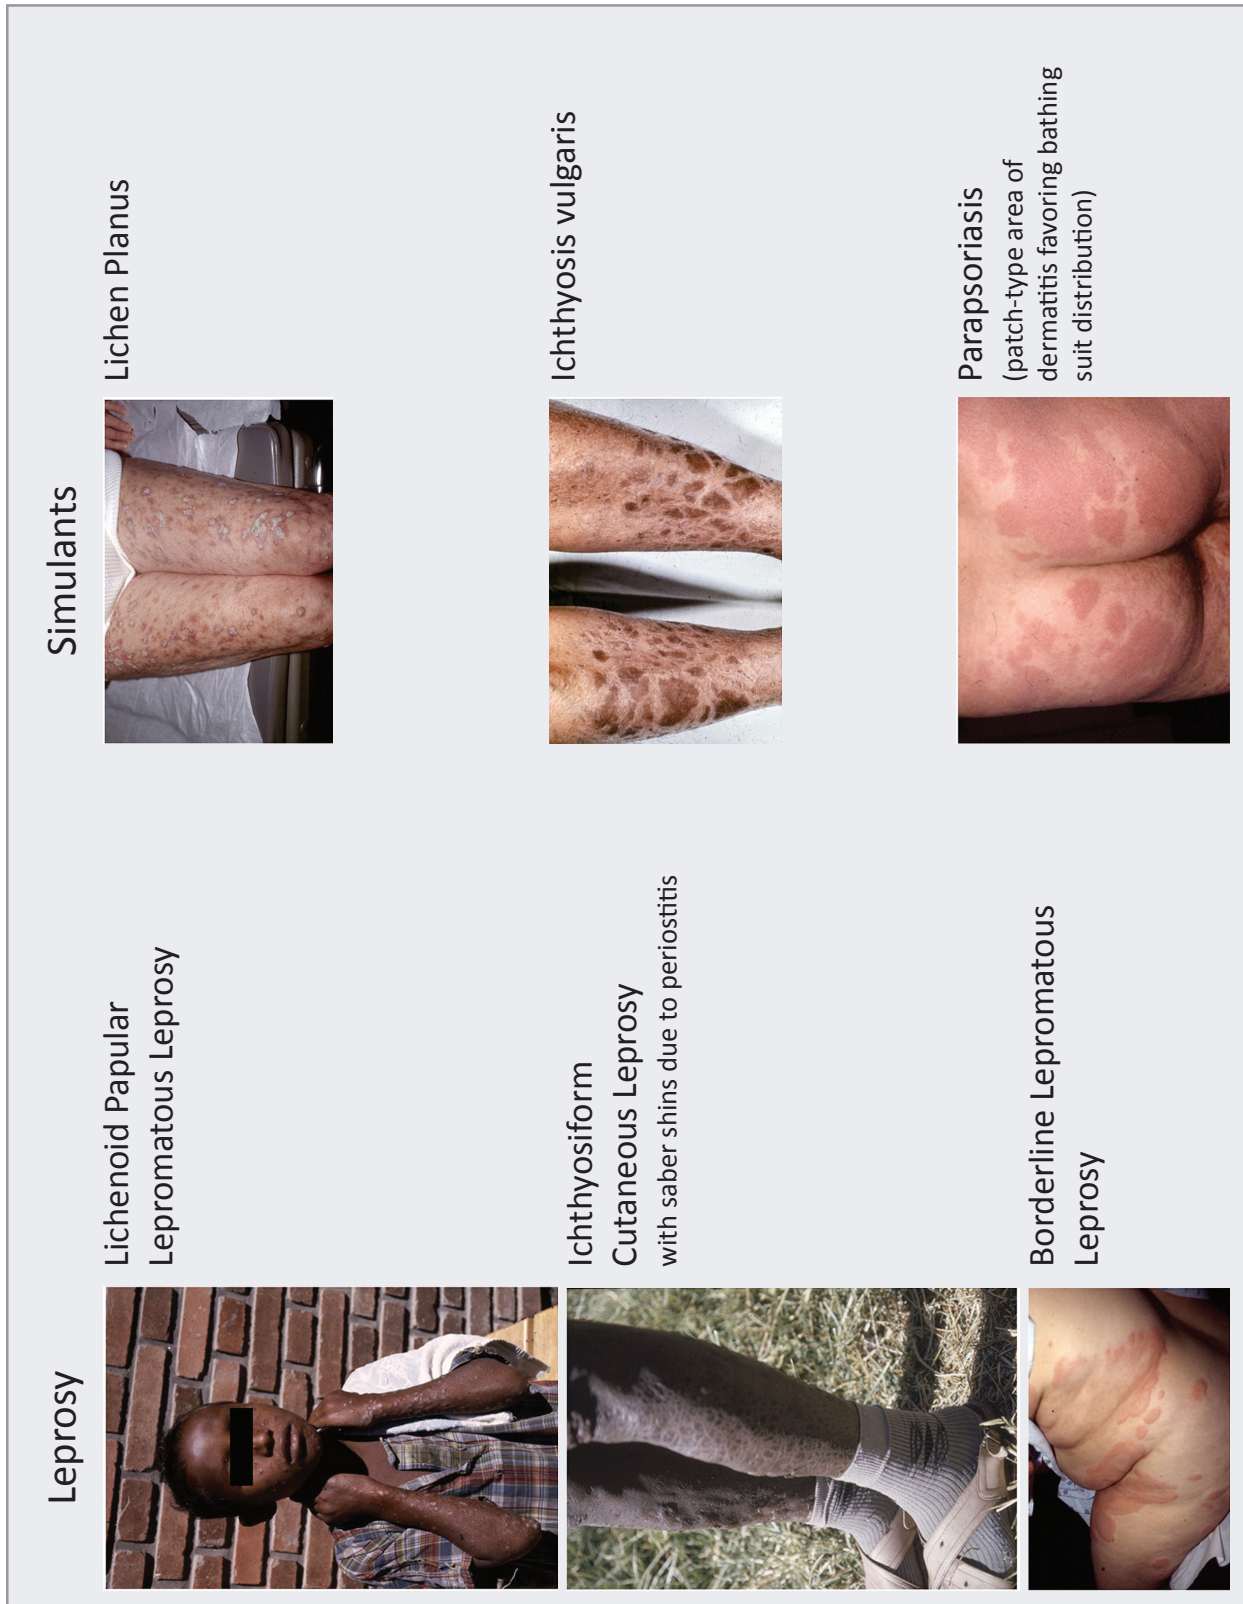 Leprosy
Simulants
Lichenoid Papular
Lepromatous Leprosy
Lichen Planus
Ichthyosiform
Cutaneous Leprosy
with saber shins due to periostitis
Ichthyosis vulgaris
Borderline Lepromatous
Leprosy
Parapsoriasis
(patch-type area of
dermatitis favoring bathing
suit distribution)